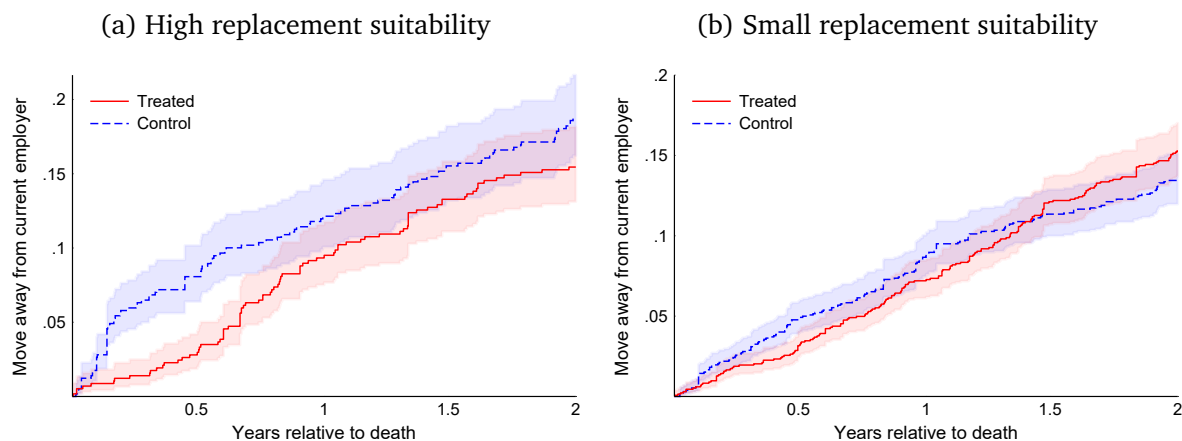 (a) High replacement suitability
Move away from current employer
.2
.15
.1
.05
Treated
Control
0.5
1
1.5
2
Years relative to death
(b) Small replacement suitability
Move away from current employer
.2
.15
.1
.05
Treated
Control
0.5
1
1.5
2
Years relative to death